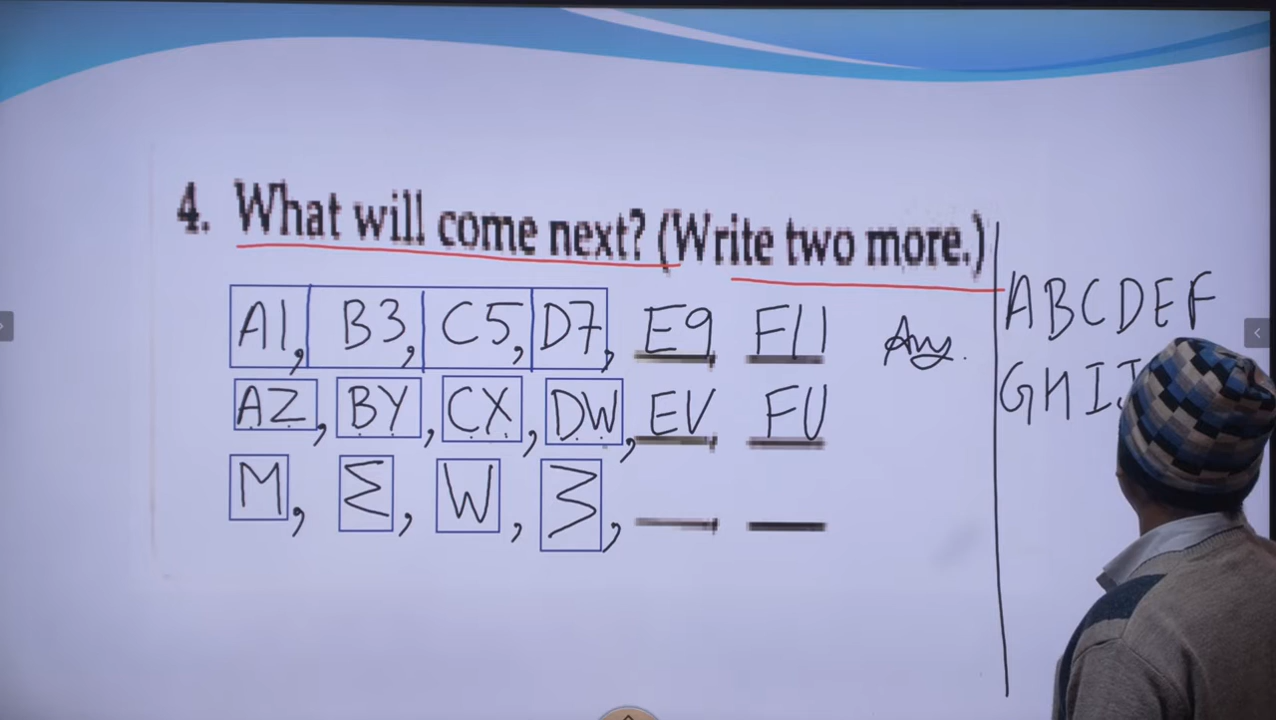 4. What will come next? (Write two more.)
A1, B3, C5, D7, E9, F11 Ans.
AZ, BY, CX, DW, EV, FU
M, Σ, W, 3,
ABCDEF
GHI